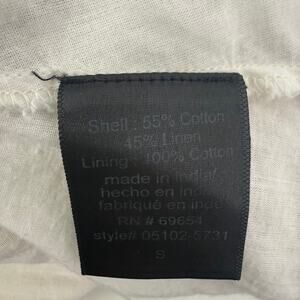 Shell : 55% Cotton
45% Linen
Lining : 100% Cotton
made in India/
hecho en India/
fabriqué en inde
RN # 69654
style# 05102-5731
S